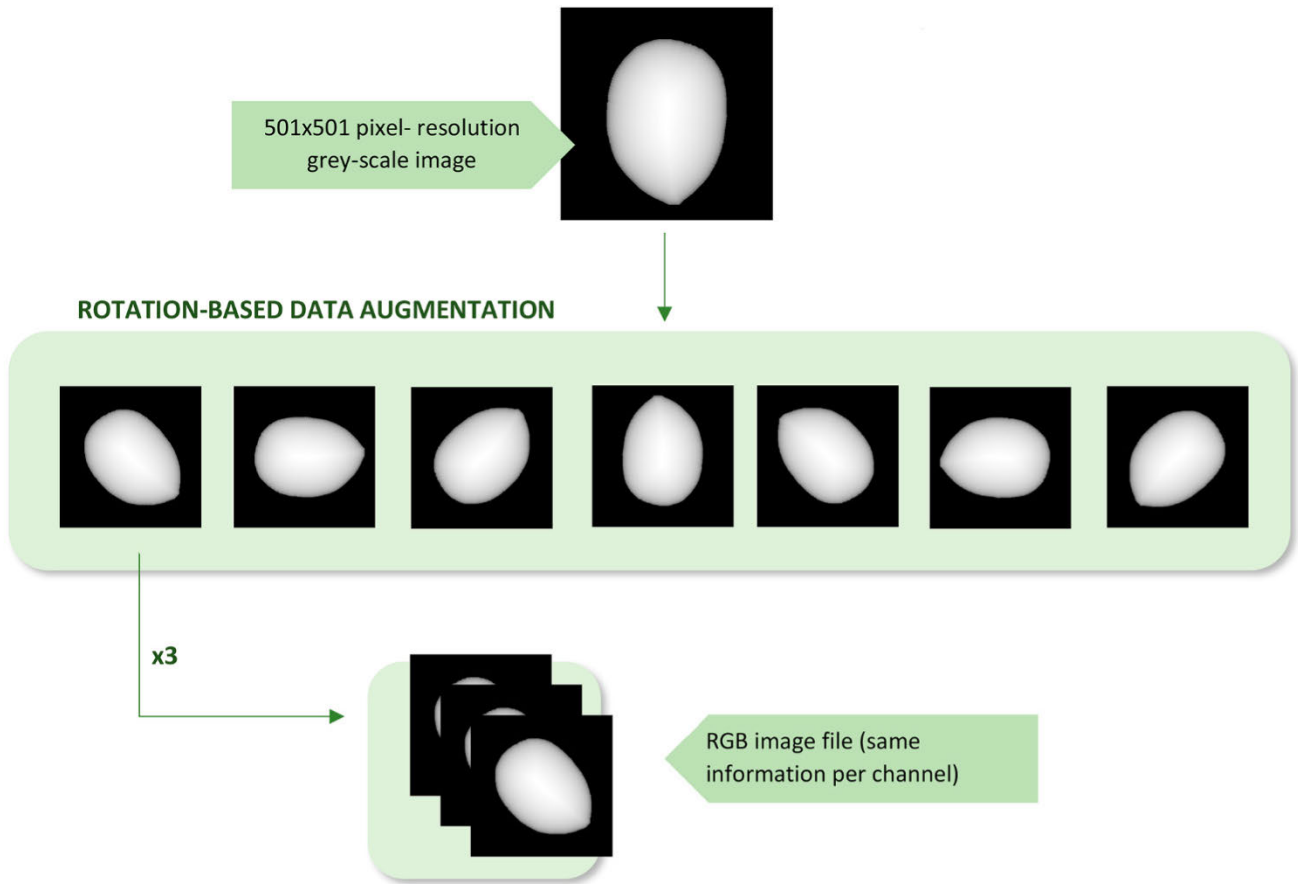 501x501 pixel- resolution
grey-scale image
ROTATION-BASED DATA AUGMENTATION
x3
RGB image file (same
information per channel)